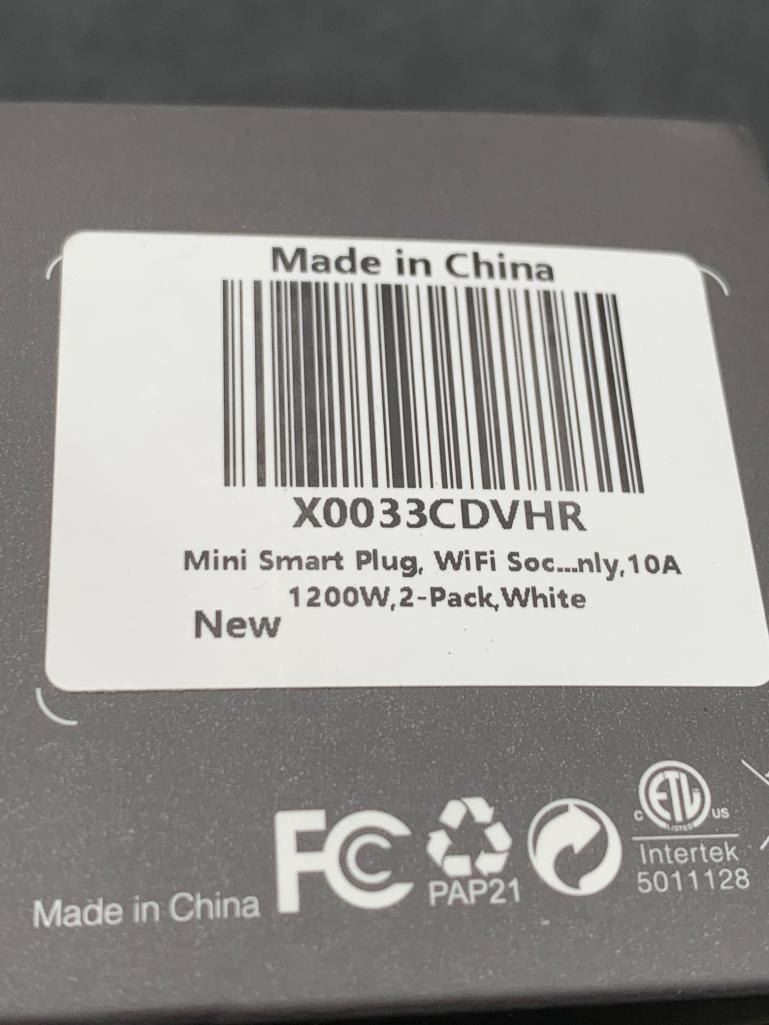 Made in China
X0033CDVHR
Mini Smart Plug, WiFi Soc...nly,10A
1200W,2-Pack,White
New
Made in China
FC
PAP21
c ETL us
LISTED
Intertek
5011128